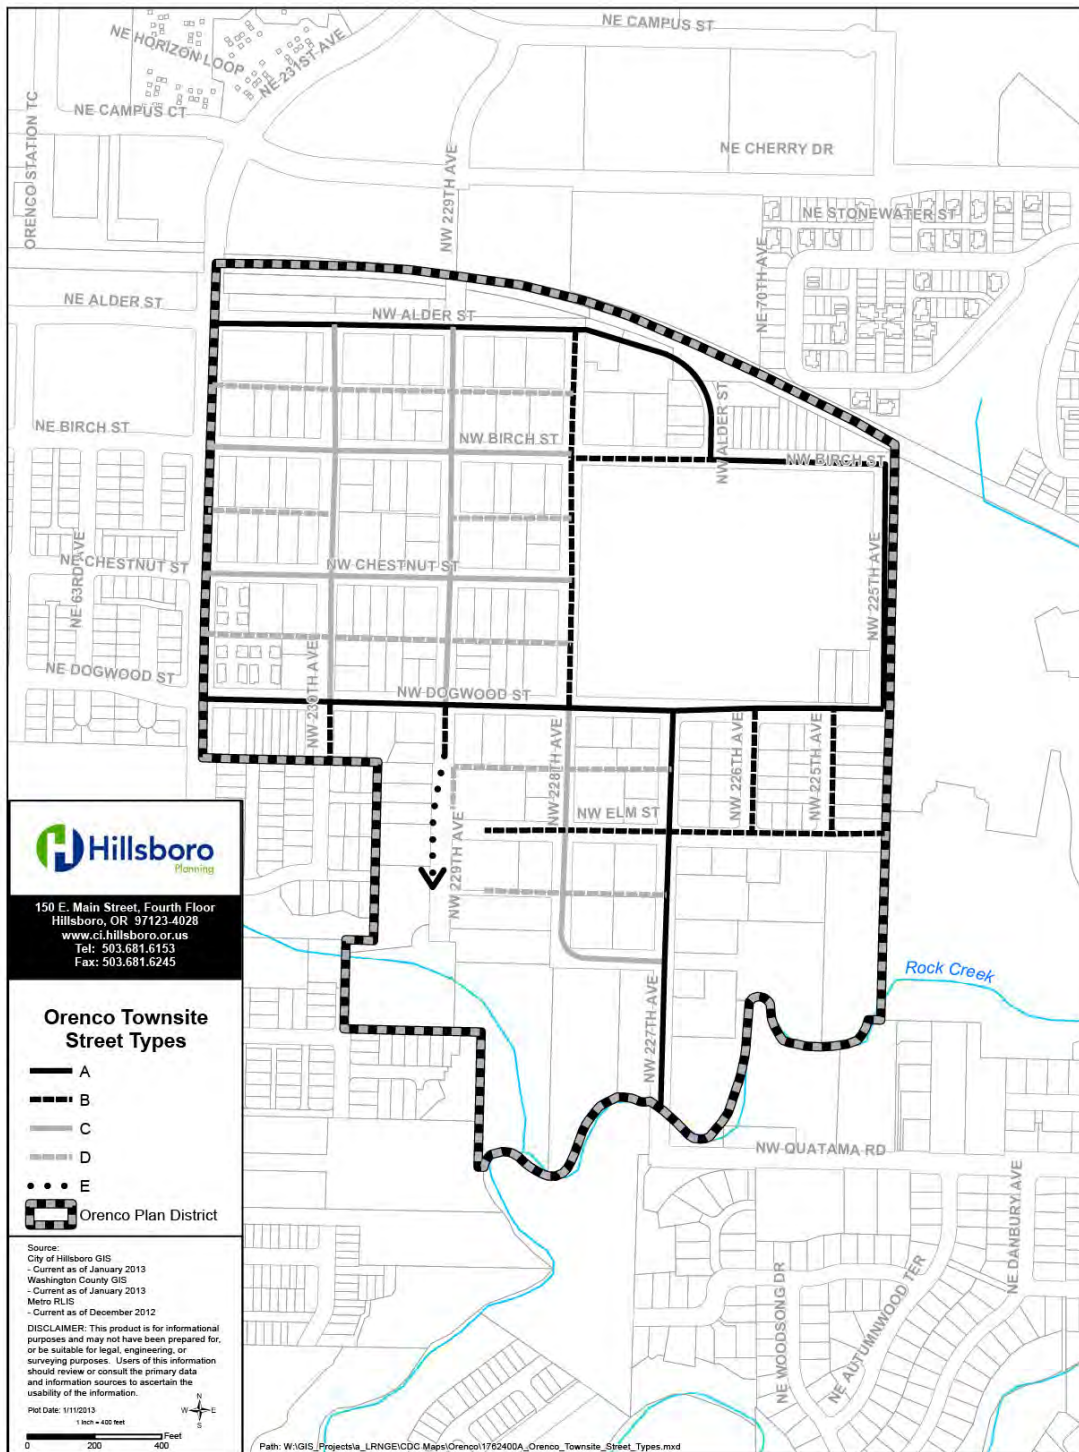 NE CAMPUS ST
NE HORIZON LOOP
NE 231ST AVE
NE CAMPUS CT
ORENCO STATION TC
NE CHERRY DR
NW 229TH AVE
NE STONEWATER ST
NE 70TH AVE
NE ALDER ST
NW ALDER ST
NE BIRCH ST
NW BIRCH ST
NW ALDER ST
NW BIRCH ST
NE 63RD AVE
NE CHESTNUT ST
NW CHESTNUT ST
NW 225TH AVE
NE DOGWOOD ST
NW 230TH AVE
NW DOGWOOD ST
NW 228TH AVE
NW 226TH AVE
NW 225TH AVE
NW ELM ST
NW 229TH AVE
Rock Creek
NW 227TH AVE
NW QUATAMA RD
NE DANBURY AVE
NE WOODSONG DR
NE AUTUMNWOOD TER
Hillsboro
Planning
150 E. Main Street, Fourth Floor
Hillsboro, OR 97123-4028
www.ci.hillsboro.or.us
Tel: 503.681.6153
Fax: 503.681.6245
Orenco Townsite
Street Types
A
B
C
D
E
Orenco Plan District
Source:
City of Hillsboro GIS
- Current as of January 2013
Washington County GIS
- Current as of January 2013
Metro RLIS
- Current as of December 2012
DISCLAIMER: This product is for informational
purposes and may not have been prepared for,
or be suitable for legal, engineering, or
surveying purposes. Users of this information
should review or consult the primary data
and information sources to ascertain the
usability of the information.
Plot Date: 1/11/2013
N
W E
S
1 inch = 400 feet
Feet
0 200 400
Path: W:\GIS_Projects\a_LRNGE\CDC Maps\Orenco\1762400A_Orenco_Townsite_Street_Types.mxd